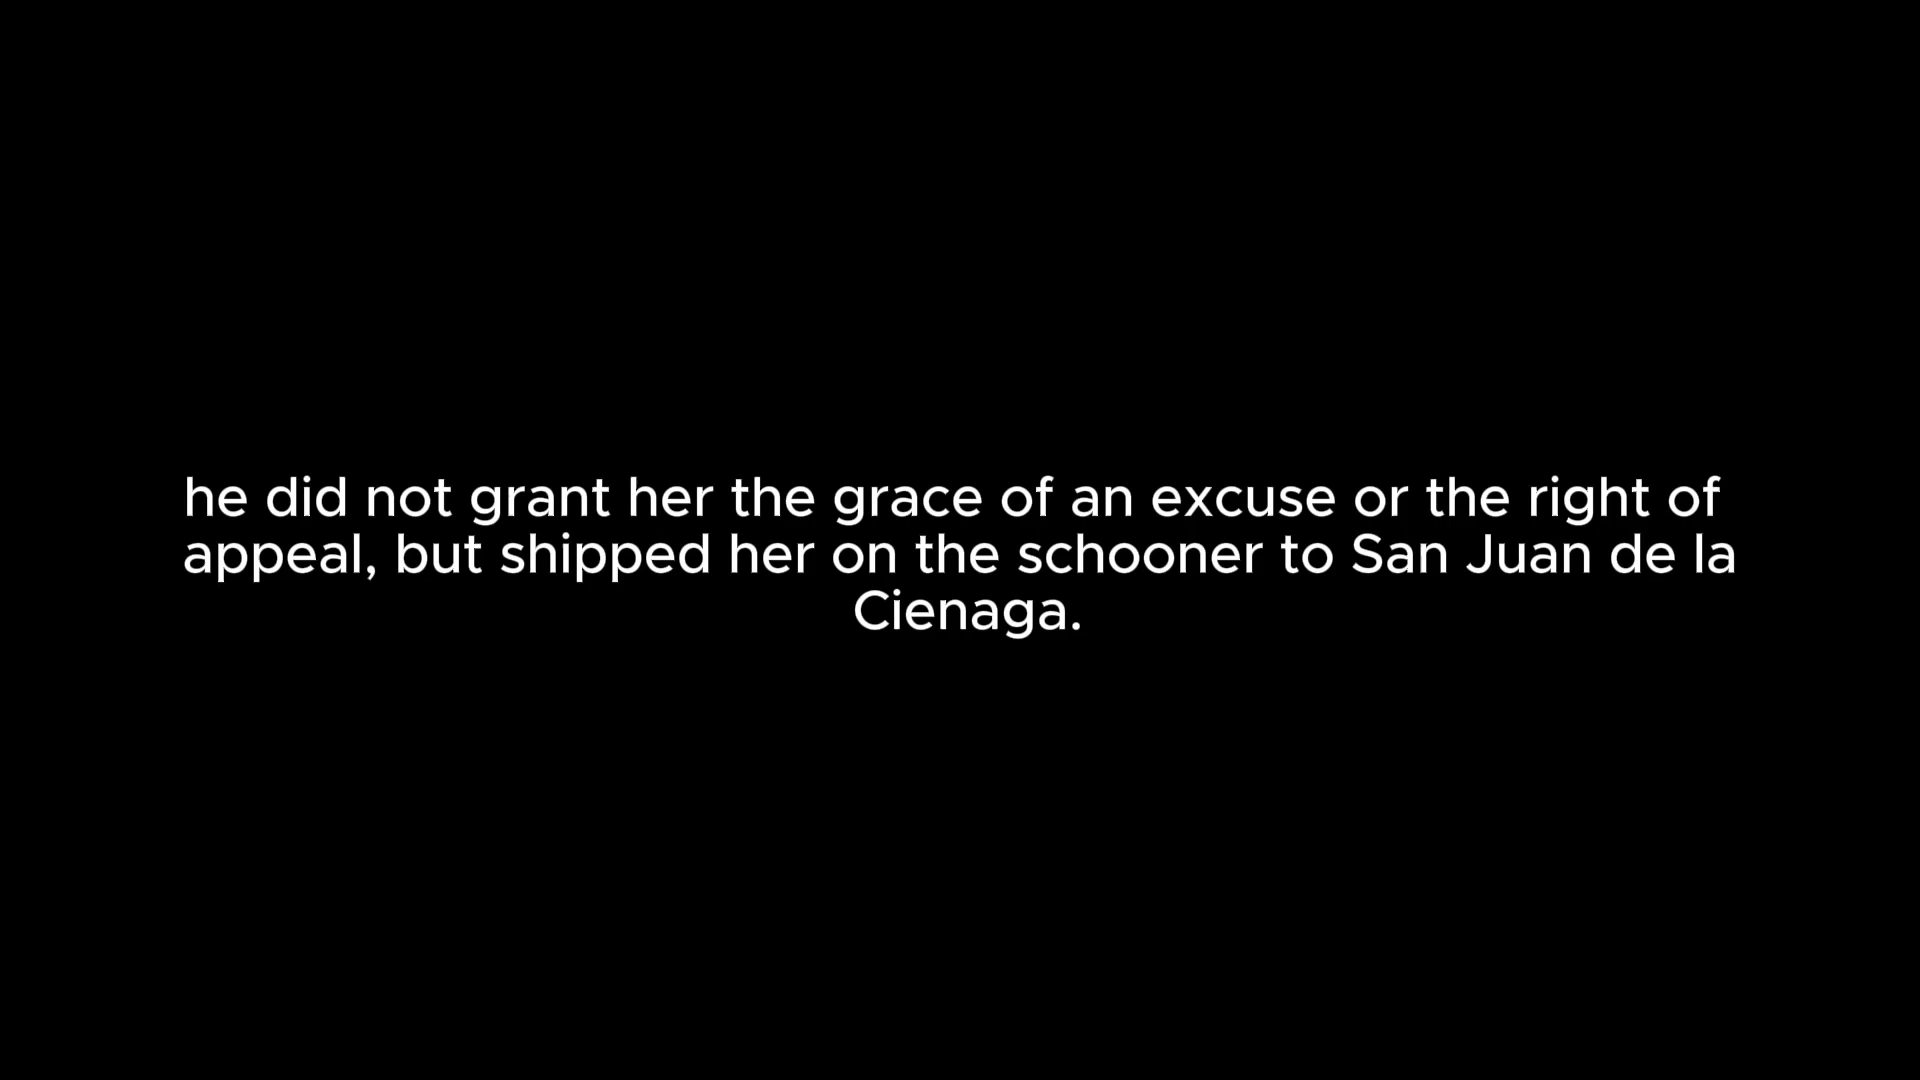 he did not grant her the grace of an excuse or the right of
appeal, but shipped her on the schooner to San Juan de la
Cienaga.